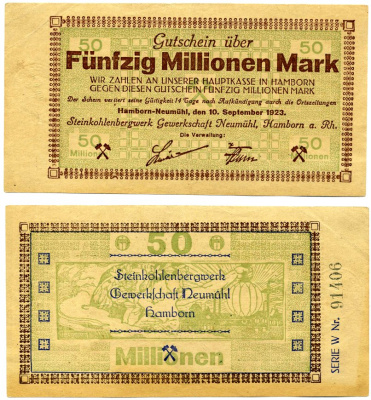 50 Gutschein über 50
Fünfzig Millionen Mark
WIR ZAHLEN AN UNSERER HAUPTKASSE IN HAMBORN
GEGEN DIESEN GUTSCHEIN FÜNFZIG MILLIONEN MARK
Der Schein verliert seine Gültigkeit 14 Tage nach Aufkündigung durch die Ortszeitungen
Hamborn-Neumühl, den 10. September 1923.
Steinkohlenbergwerk Gewerkschaft Neumühl, Hamborn a. Rh.
Die Verwaltung:
50 50
Millionen Millionen
50
Steinkohlenbergwerk
Gewerkschaft Neumühl
Hamborn
Millionen
SERIE W Nr. 91406